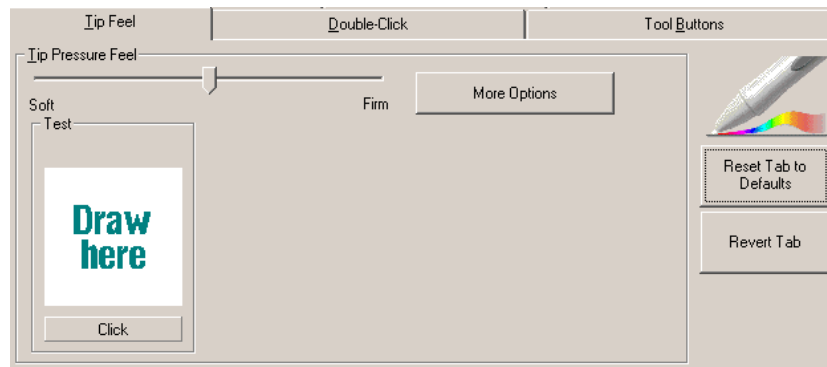 Tip Feel
Double-Click
Tool Buttons
Tip Pressure Feel
Soft
Firm
More Options
Test
Draw
here
Click
Reset Tab to
Defaults
Revert Tab